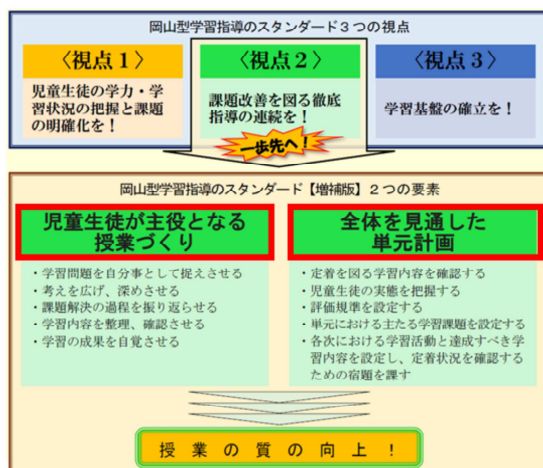 岡山型学習指導のスタンダード3つの視点
〈視点1〉
児童生徒の学力・学
習状況の把握と課題
の明確化を！
〈視点2〉
課題改善を図る徹底
指導の連続を！
一歩先へ！
〈視点3〉
学習基盤の確立を！
岡山型学習指導のスタンダード【増補版】2つの要素
児童生徒が主役となる
授業づくり
・学習問題を自分事として捉えさせる
・考えを広げ、深めさせる
・課題解決の過程を振り返らせる
・学習内容を整理、確認させる
・学習の成果を自覚させる
全体を見通した
単元計画
・定着を図る学習内容を確認する
・児童生徒の実態を把握する
・評価規準を設定する
・単元における主たる学習課題を設定する
・各次における学習活動と達成すべき学
習内容を設定し、定着状況を確認する
ための宿題を課す
授業の質の向上！